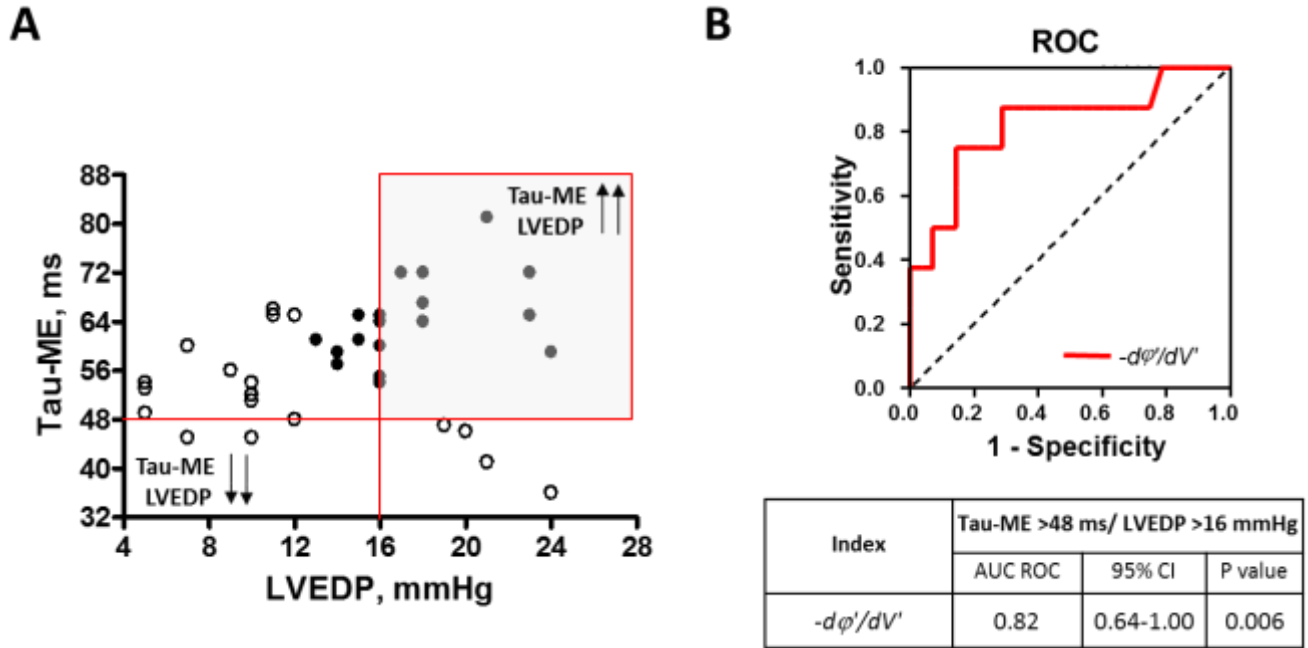 A
Tau-ME, ms
88
80
72
64
56
48
40
32
Tau-ME
LVEDP
↑↑
Tau-ME
LVEDP
↓↓
4
8
12
16
20
24
28
LVEDP, mmHg
B
ROC
Sensitivity
1.0
0.8
0.6
0.4
0.2
0.0
-dφ'/dV'
0.0
0.2
0.4
0.6
0.8
1.0
1 - Specificity
Index
Tau-ME >48 ms/ LVEDP >16 mmHg
AUC ROC 95% CI P value
-dφ'/dV' 0.82 0.64-1.00 0.006